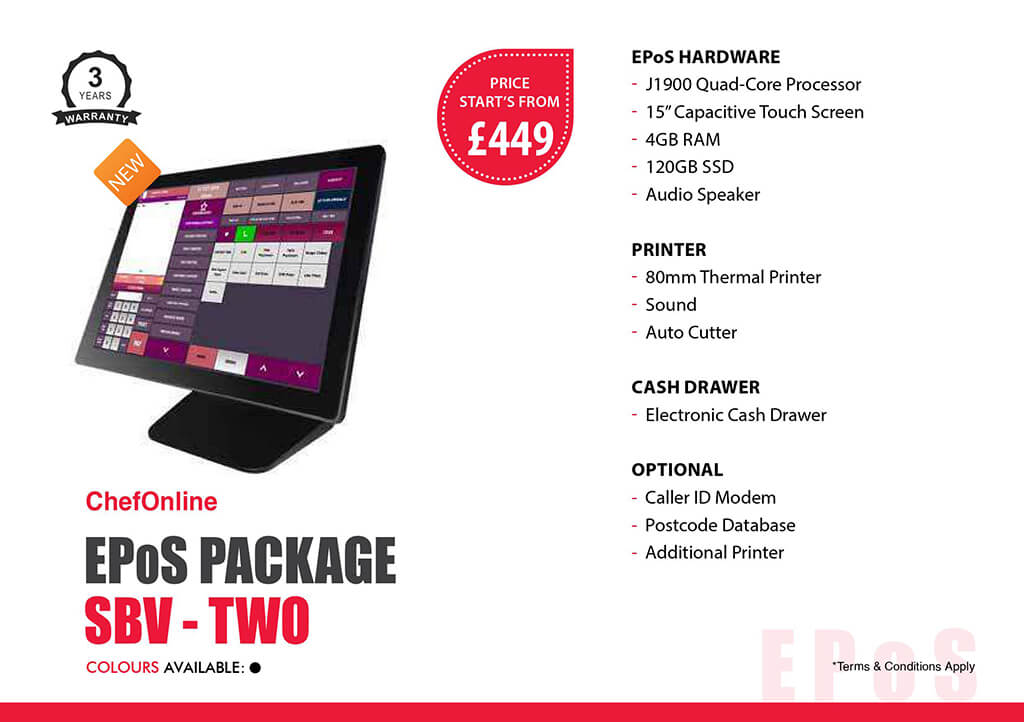 3
YEARS
WARRANTY
NEW
PRICE
START'S FROM
£449
ChefOnline
EPoS PACKAGE
SBV - TWO
COLOURS AVAILABLE:
EPoS HARDWARE
- J1900 Quad-Core Processor
- 15” Capacitive Touch Screen
- 4GB RAM
- 120GB SSD
- Audio Speaker
PRINTER
- 80mm Thermal Printer
- Sound
- Auto Cutter
CASH DRAWER
- Electronic Cash Drawer
OPTIONAL
- Caller ID Modem
- Postcode Database
- Additional Printer
EPoS
*Terms & Conditions Apply